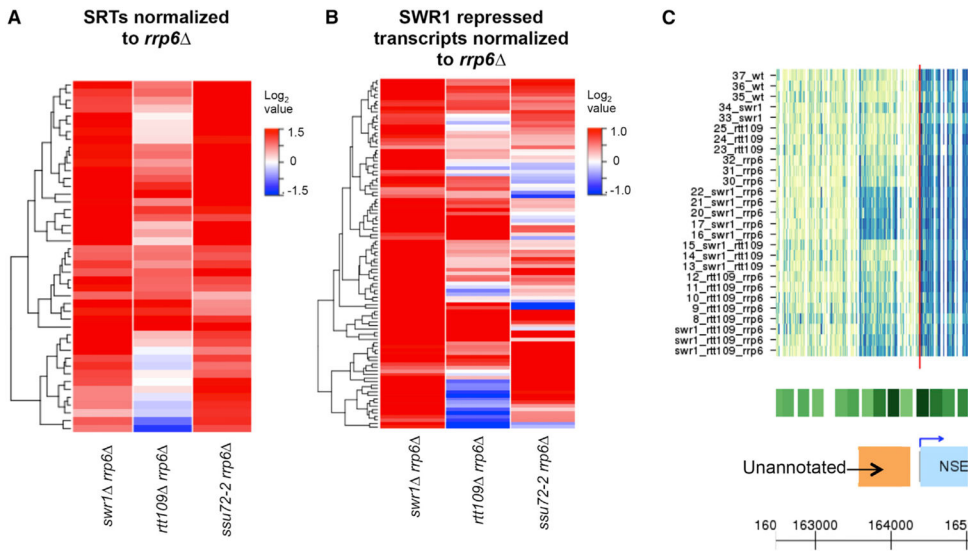 A
SRTs normalized
to rrp6Δ
Log2
value
1.5
-1.5
swr1Δ rrp6Δ
rtt109Δ rrp6Δ
ssu72-2 rrp6Δ
B
SWR1 repressed
transcripts normalized
to rrp6Δ
Log2
value
1.0
-1.0
swr1Δ rrp6Δ
rtt109Δ rrp6Δ
ssu72-2 rrp6Δ
C
37_wt
36_wt
35_wt
34_swr1
33_swr1
25_rtt109
24_rtt109
23_rtt109
32_rrp6
31_rrp6
30_rrp6
22_swr1_rrp6
21_swr1_rrp6
20_swr1_rrp6
17_swr1_rrp6
16_swr1_rrp6
15_swr1_rtt109
14_swr1_rtt109
13_swr1_rtt109
12_rtt109_rrp6
11_rtt109_rrp6
10_rtt109_rrp6
9_rtt109_rrp6
8_rtt109_rrp6
swr1_rtt109_rrp6
swr1_rtt109_rrp6
swr1_rtt109_rrp6
Unannotated
NSE
160 163000 164000 165